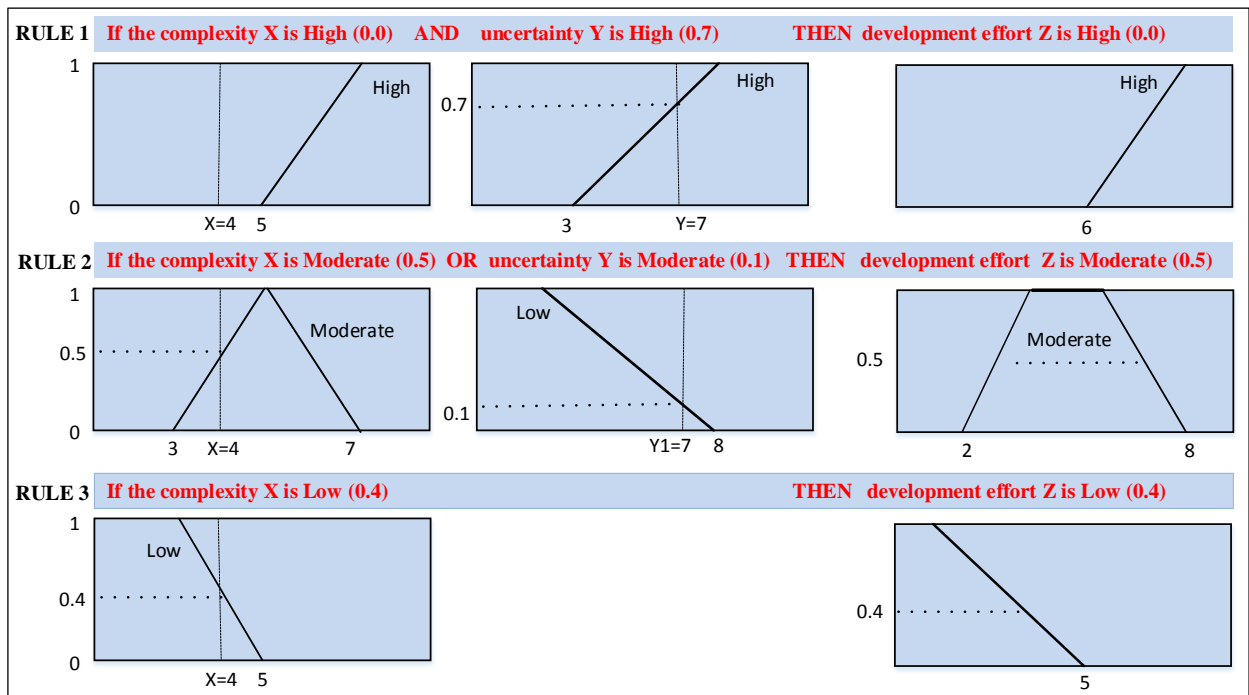 RULE 1 If the complexity X is High (0.0) AND uncertainty Y is High (0.7) THEN development effort Z is High (0.0)
1
High
High
High
0.7
0
X=4 5
3 Y=7
6
RULE 2 If the complexity X is Moderate (0.5) OR uncertainty Y is Moderate (0.1) THEN development effort Z is Moderate (0.5)
1
Low
Moderate
Moderate
0.5
0.5
0.1
0
3 X=4 7
Y1=7 8
2 8
RULE 3 If the complexity X is Low (0.4) THEN development effort Z is Low (0.4)
1
Low
0.4
0.4
0
X=4 5
5